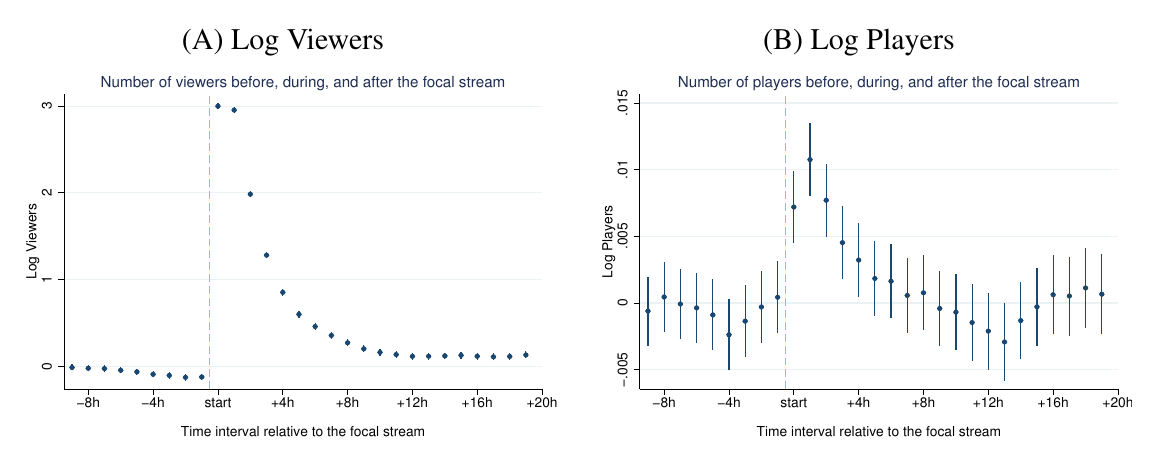 (A) Log Viewers
Number of viewers before, during, and after the focal stream
Log Viewers
3
2
1
0
−8h −4h start +4h +8h +12h +16h +20h
Time interval relative to the focal stream
(B) Log Players
Number of players before, during, and after the focal stream
Log Players
.015
.01
.005
0
−.005
−8h −4h start +4h +8h +12h +16h +20h
Time interval relative to the focal stream